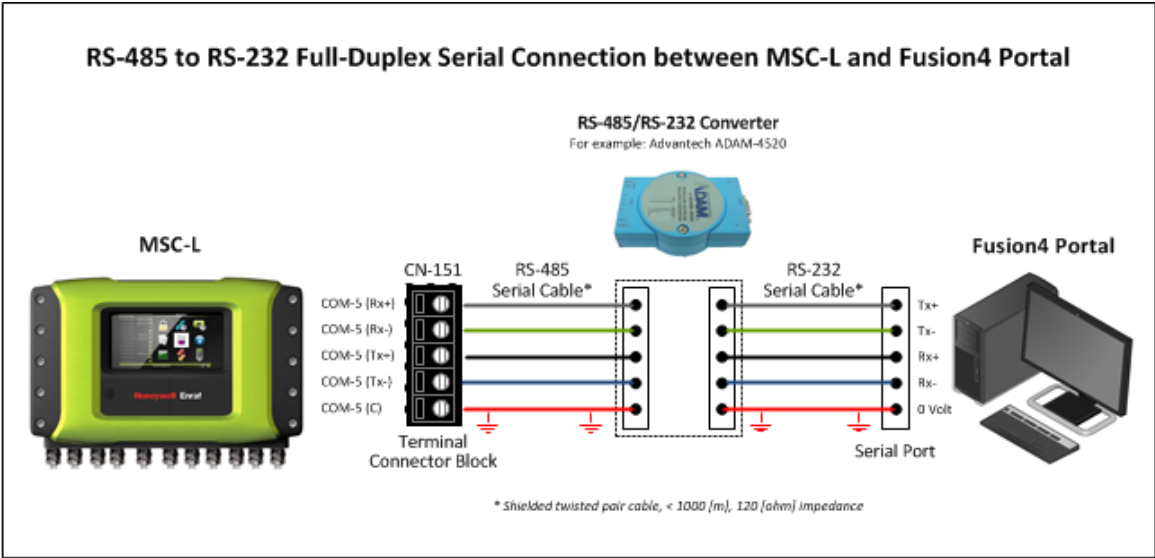 RS-485 to RS-232 Full-Duplex Serial Connection between MSC-L and Fusion4 Portal
RS-485/RS-232 Converter
For example: Advantech ADAM-4520
ADAM
MSC-L
Fusion4 Portal
CN-151
RS-485
Serial Cable*
RS-232
Serial Cable*
COM-5 (Rx+)
COM-5 (Rx-)
COM-5 (Tx+)
COM-5 (Tx-)
COM-5 (C)
Tx+
Tx-
Rx+
Rx-
0 Volt
Honeywell Enraf
Terminal
Connector Block
Serial Port
* Shielded twisted pair cable, < 1000 [m], 120 [ohm] impedance